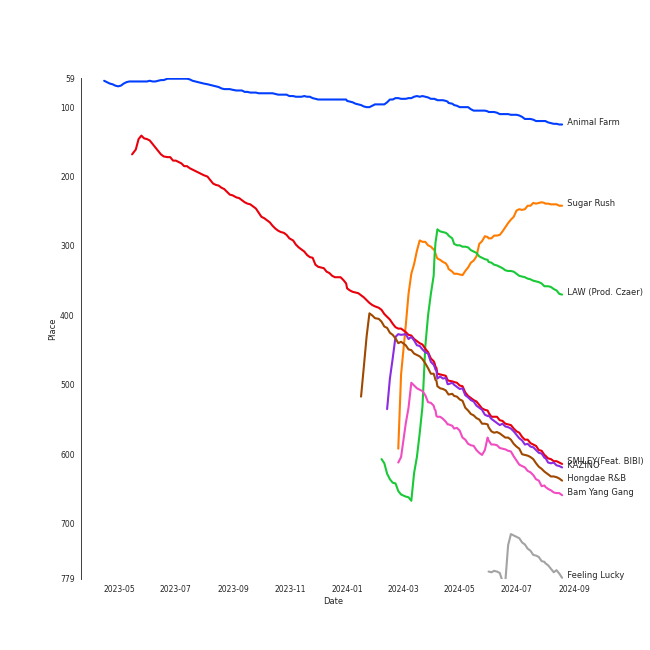 59
100
200
300
400
500
600
700
779
Place
Animal Farm
Sugar Rush
LAW (Prod. Czaer)
SMILEY(Feat. BIBI)
KAZINO
Hongdae R&B
Bam Yang Gang
Feeling Lucky
2023-05
2023-07
2023-09
2023-11
2024-01
2024-03
2024-05
2024-07
2024-09
Date